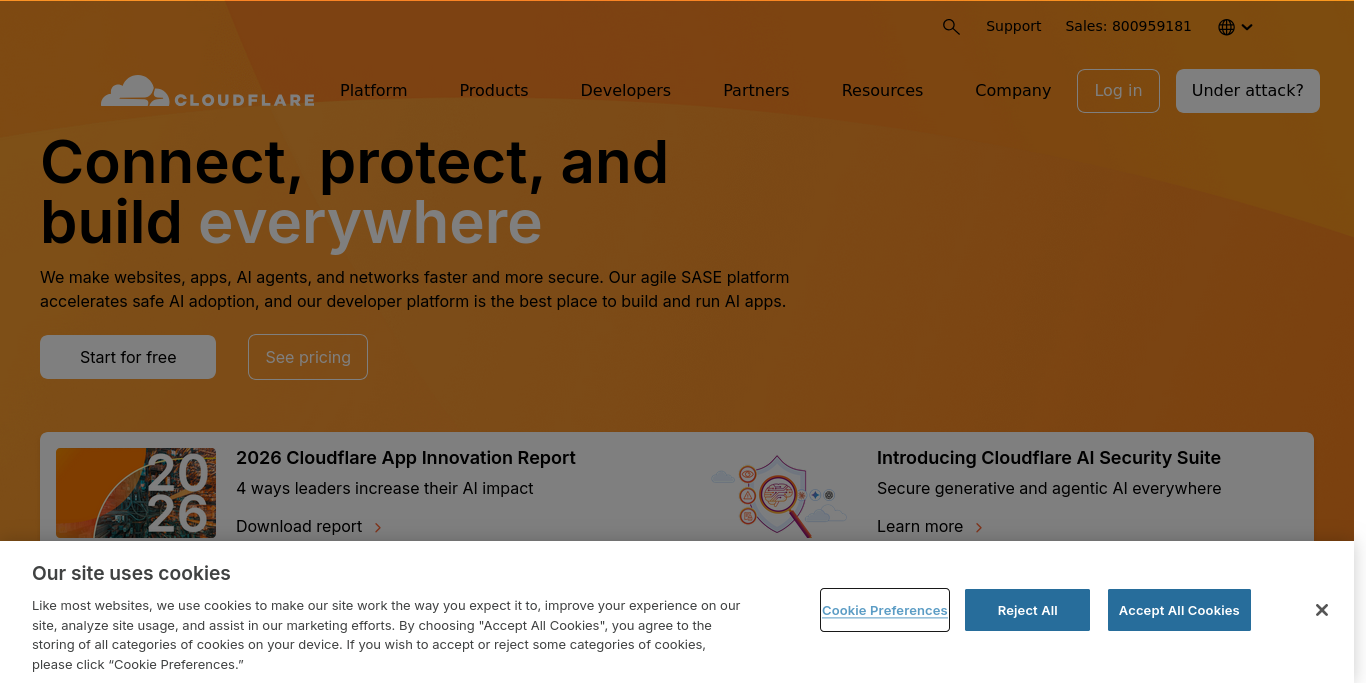 Support Sales: 800959181
CLOUDFLARE Platform Products Developers Partners Resources Company Log in Under attack?
Connect, protect, and
build everywhere
We make websites, apps, AI agents, and networks faster and more secure. Our agile SASE platform
accelerates safe AI adoption, and our developer platform is the best place to build and run AI apps.
Start for free See pricing
2026 Cloudflare App Innovation Report
4 ways leaders increase their AI impact
Download report
20
26
Introducing Cloudflare AI Security Suite
Secure generative and agentic AI everywhere
Learn more
Our site uses cookies
Like most websites, we use cookies to make our site work the way you expect it to, improve your experience on our
site, analyze site usage, and assist in our marketing efforts. By choosing "Accept All Cookies", you agree to the
storing of all categories of cookies on your device. If you wish to accept or reject some categories of cookies,
please click “Cookie Preferences.”
Cookie Preferences Reject All Accept All Cookies